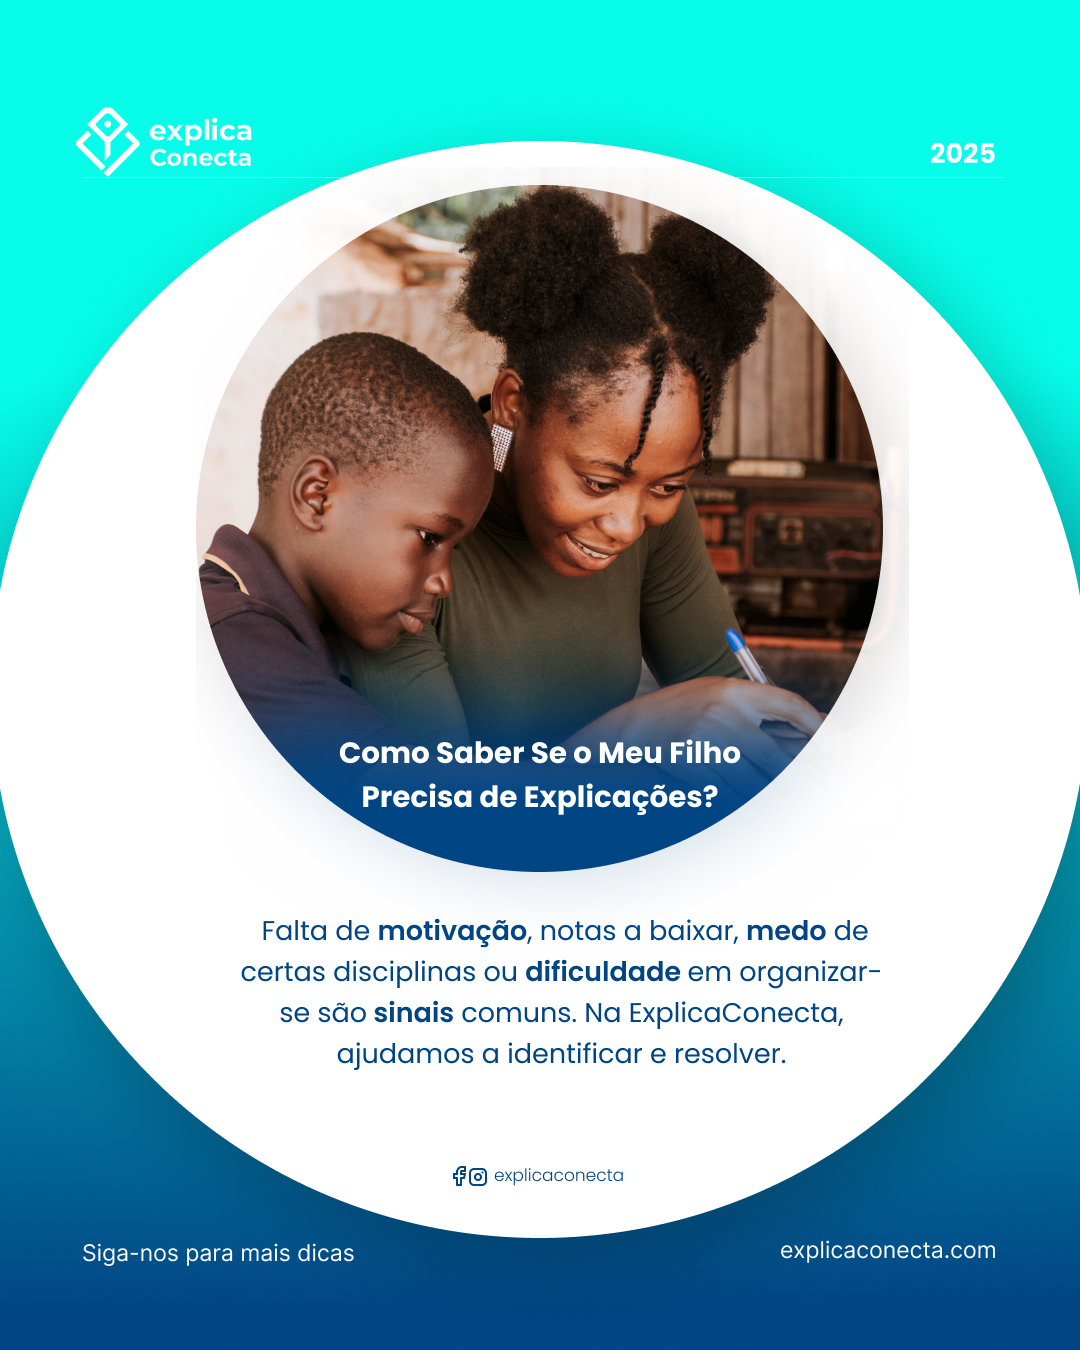 explica
Conecta
2025
Como Saber Se o Meu Filho
Precisa de Explicações?
Falta de motivação, notas a baixar, medo de
certas disciplinas ou dificuldade em organizar-
se são sinais comuns. Na ExplicaConecta,
ajudamos a identificar e resolver.
explicaconecta
Siga-nos para mais dicas
explicaconecta.com